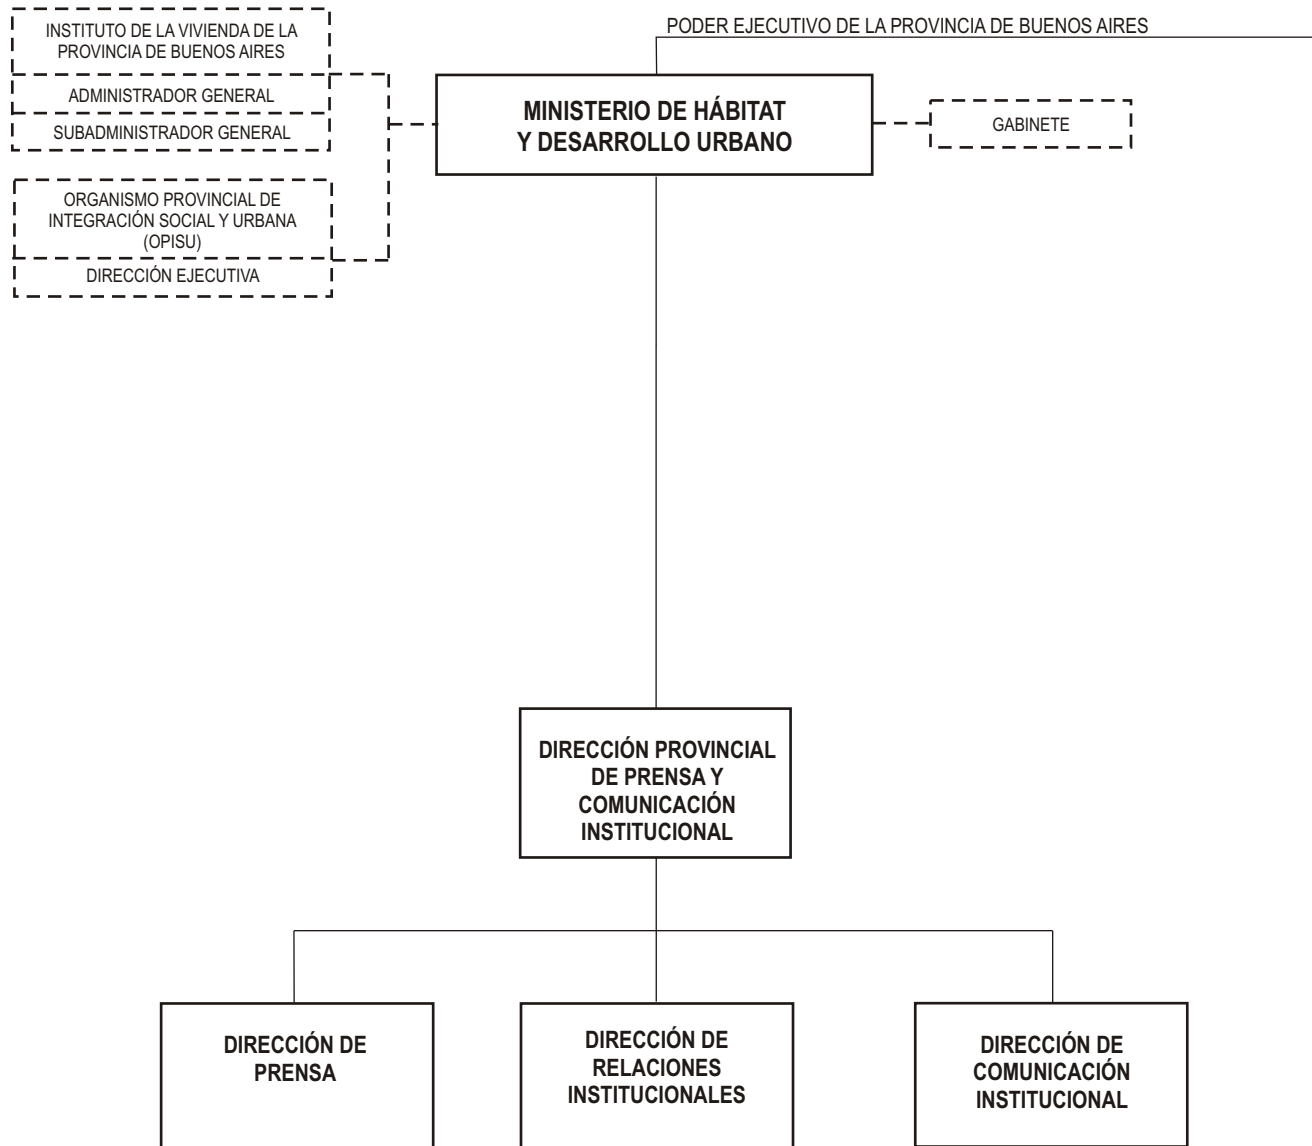 PODER EJECUTIVO DE LA PROVINCIA DE BUENOS AIRES
INSTITUTO DE LA VIVIENDA DE LA
PROVINCIA DE BUENOS AIRES
ADMINISTRADOR GENERAL
SUBADMINISTRADOR GENERAL
MINISTERIO DE HÁBITAT
Y DESARROLLO URBANO
GABINETE
ORGANISMO PROVINCIAL DE
INTEGRACIÓN SOCIAL Y URBANA
(OPISU)
DIRECCIÓN EJECUTIVA
DIRECCIÓN PROVINCIAL
DE PRENSA Y
COMUNICACIÓN
INSTITUCIONAL
DIRECCIÓN DE
PRENSA
DIRECCIÓN DE
RELACIONES
INSTITUCIONALES
DIRECCIÓN DE
COMUNICACIÓN
INSTITUCIONAL